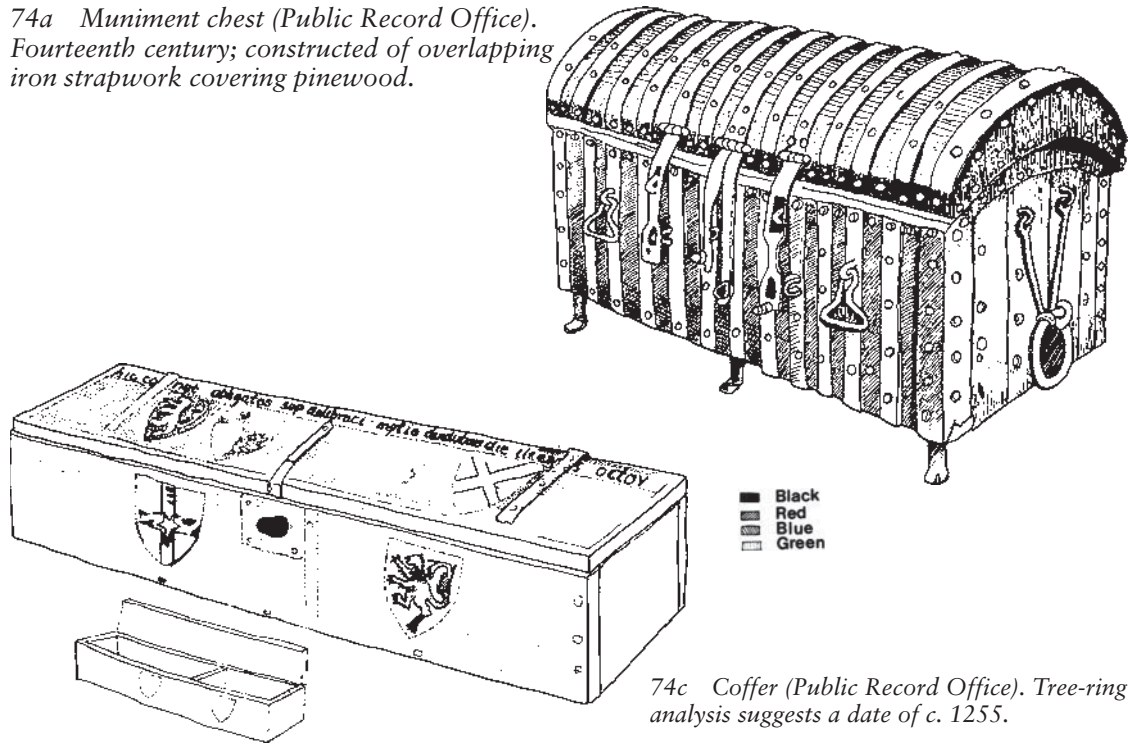 74a Muniment chest (Public Record Office).
Fourteenth century; constructed of overlapping
iron strapwork covering pinewood.
obligatos
Black
Red
Blue
Green
74c Coffer (Public Record Office). Tree-ring
analysis suggests a date of c. 1255.